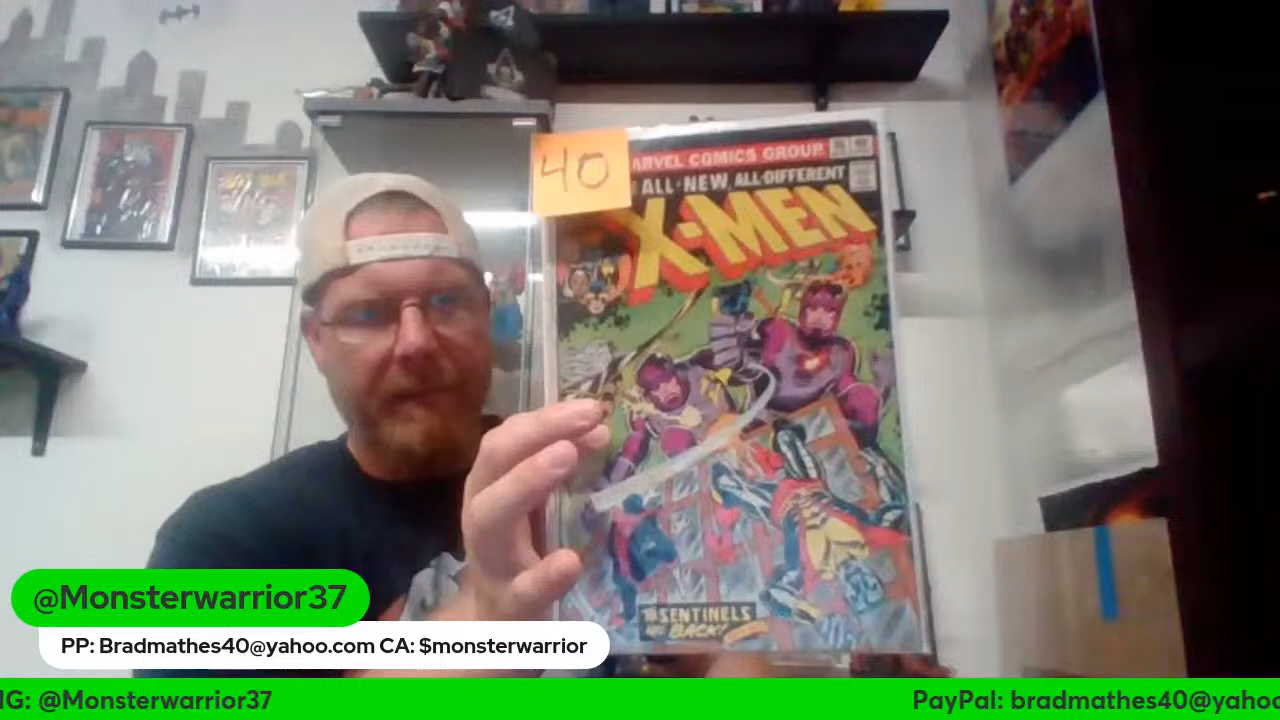 40
ARVEL COMICS GROUP
ALL-NEW, ALL-DIFFERENT
X-MEN
THE SENTINELS
ARE BACK!
@Monsterwarrior37
PP: Bradmathes40@yahoo.com CA: $monsterwarrior
IG: @Monsterwarrior37
PayPal: bradmathes40@yahoo